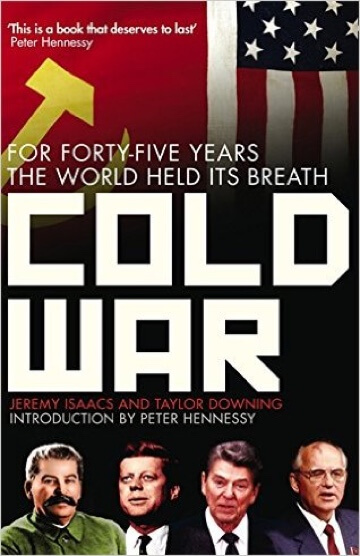 'This is a book that deserves to last'
Peter Hennessy
FOR FORTY-FIVE YEARS
THE WORLD HELD ITS BREATH
COLD
WAR
JEREMY ISAACS AND TAYLOR DOWNING
INTRODUCTION BY PETER HENNESSY